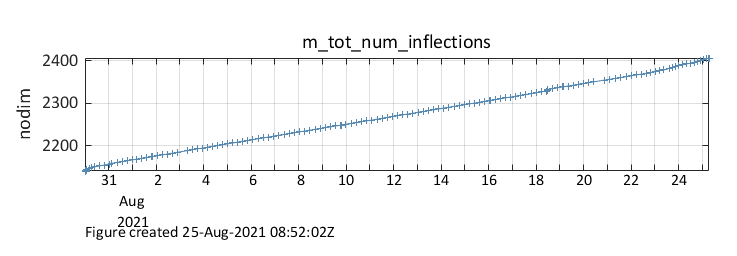 m_tot_num_inflections
2400
2300
2200
nodim
31 2 4 6 8 10 12 14 16 18 20 22 24
Aug
2021
Figure created 25-Aug-2021 08:52:02Z